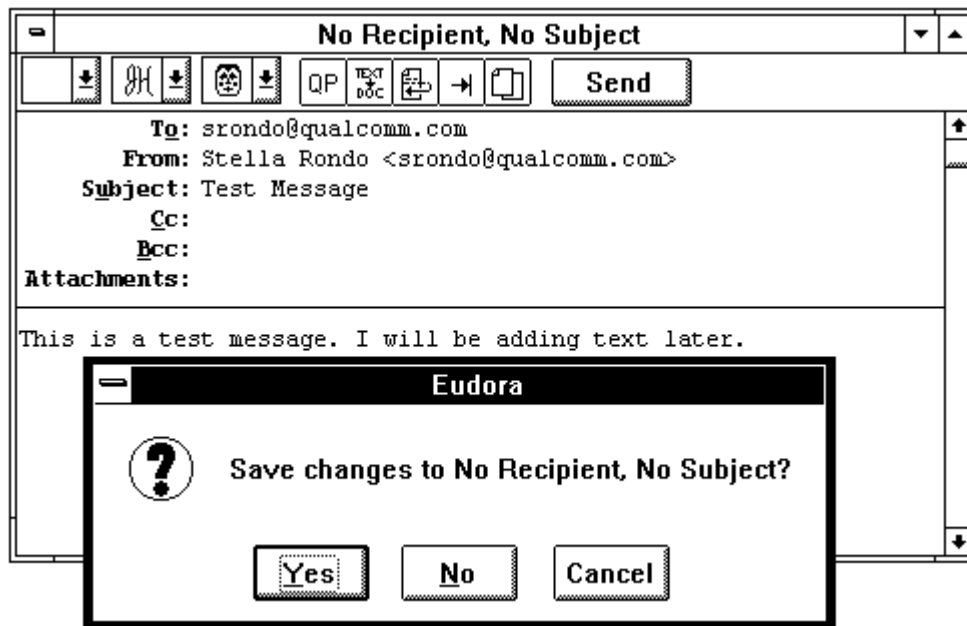 No Recipient, No Subject
QP TEXT DOC Send
To: srondo@qualcomm.com
From: Stella Rondo <srondo@qualcomm.com>
Subject: Test Message
Cc:
Bcc:
Attachments:
This is a test message. I will be adding text later.
Eudora
Save changes to No Recipient, No Subject?
Yes No Cancel